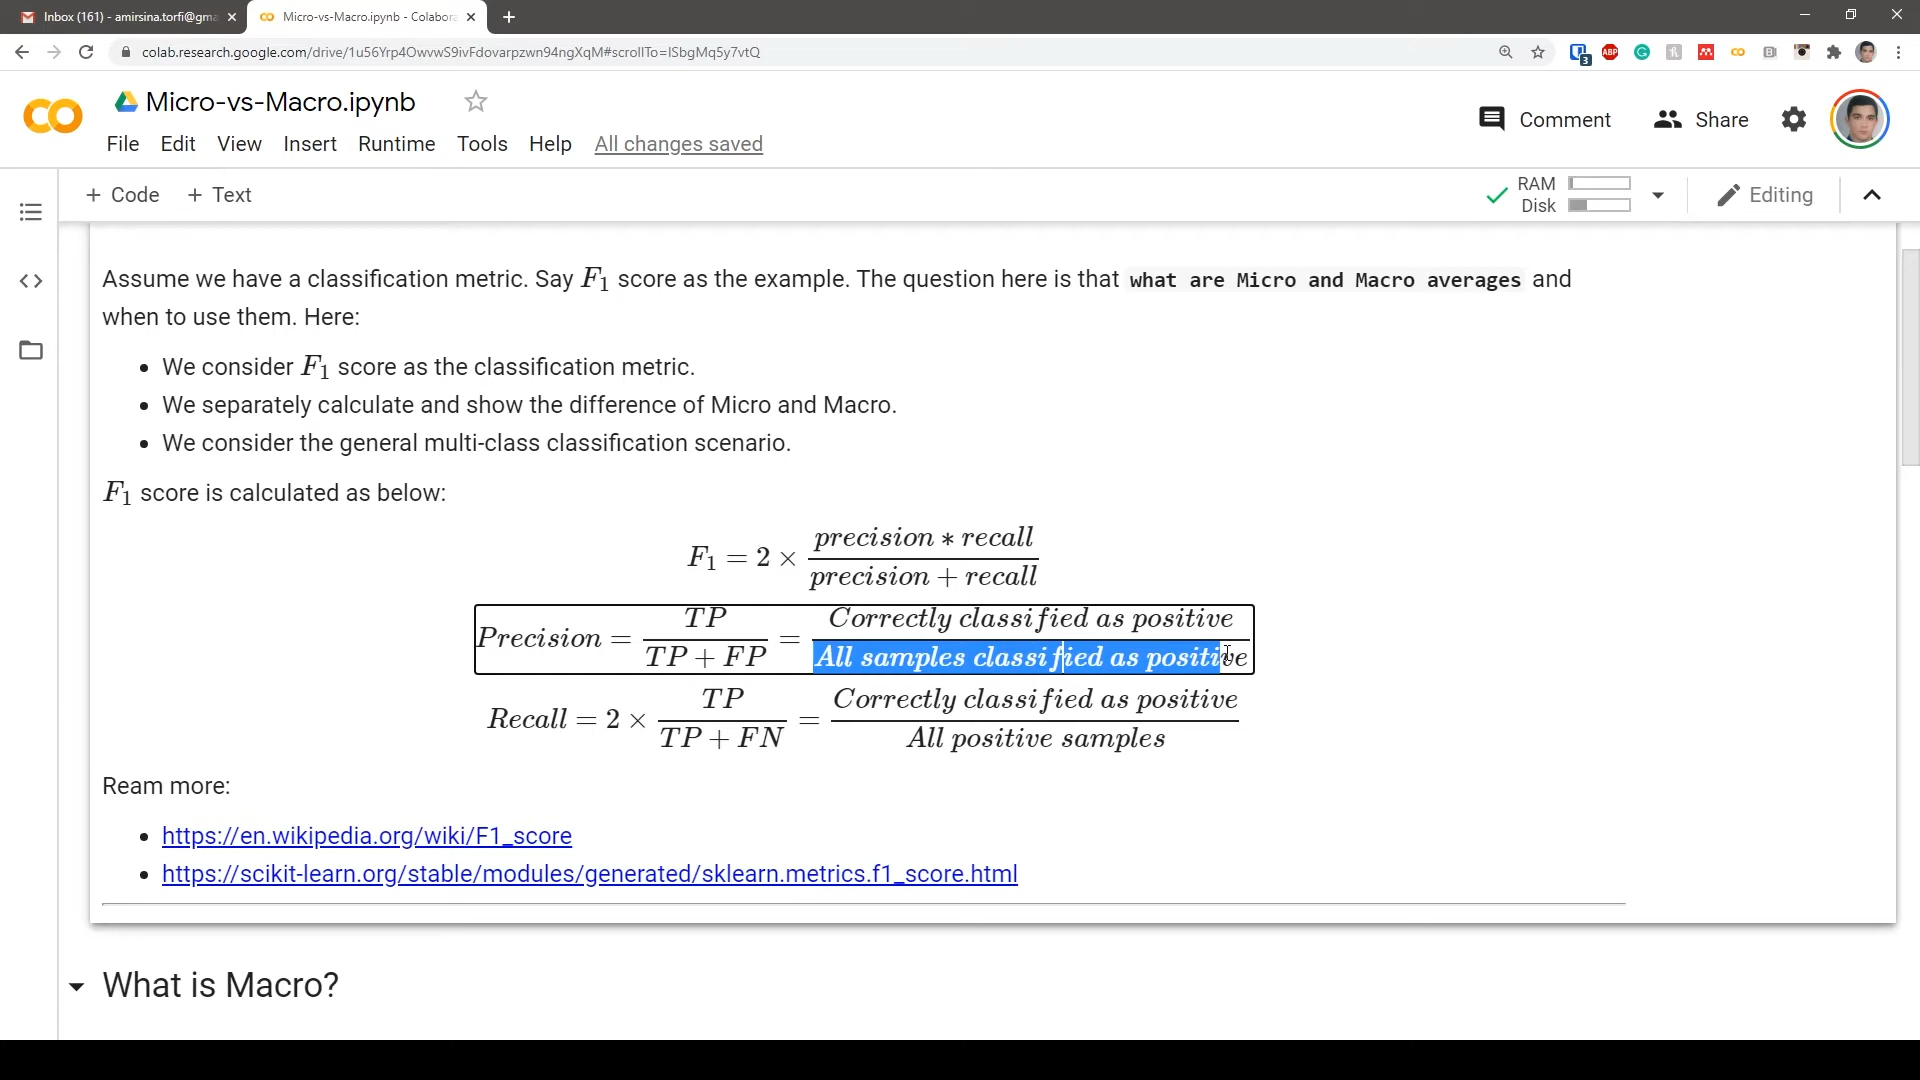 Inbox (161) - amirsina.torfi@gma
Micro-vs-Macro.ipynb - Colabora
colab.research.google.com/drive/1u56Yrp4OwvwS9ivFdovarpzwn94ngXqM#scrollTo=ISbgMq5y7vtQ
3
ABP
Micro-vs-Macro.ipynb
Comment
Share
File Edit View Insert Runtime Tools Help All changes saved
+ Code + Text
RAM
Disk
Editing
Assume we have a classification metric. Say F₁ score as the example. The question here is that what are Micro and Macro averages and
when to use them. Here:
• We consider F₁ score as the classification metric.
• We separately calculate and show the difference of Micro and Macro.
• We consider the general multi-class classification scenario.
F₁ score is calculated as below:
F₁ = 2 × precision ∗ recall / precision + recall
Precision = TP / TP + FP = Correctly classified as positive / All samples classified as positive
Recall = 2 × TP / TP + FN = Correctly classified as positive / All positive samples
Ream more:
• https://en.wikipedia.org/wiki/F1_score
• https://scikit-learn.org/stable/modules/generated/sklearn.metrics.f1_score.html
What is Macro?